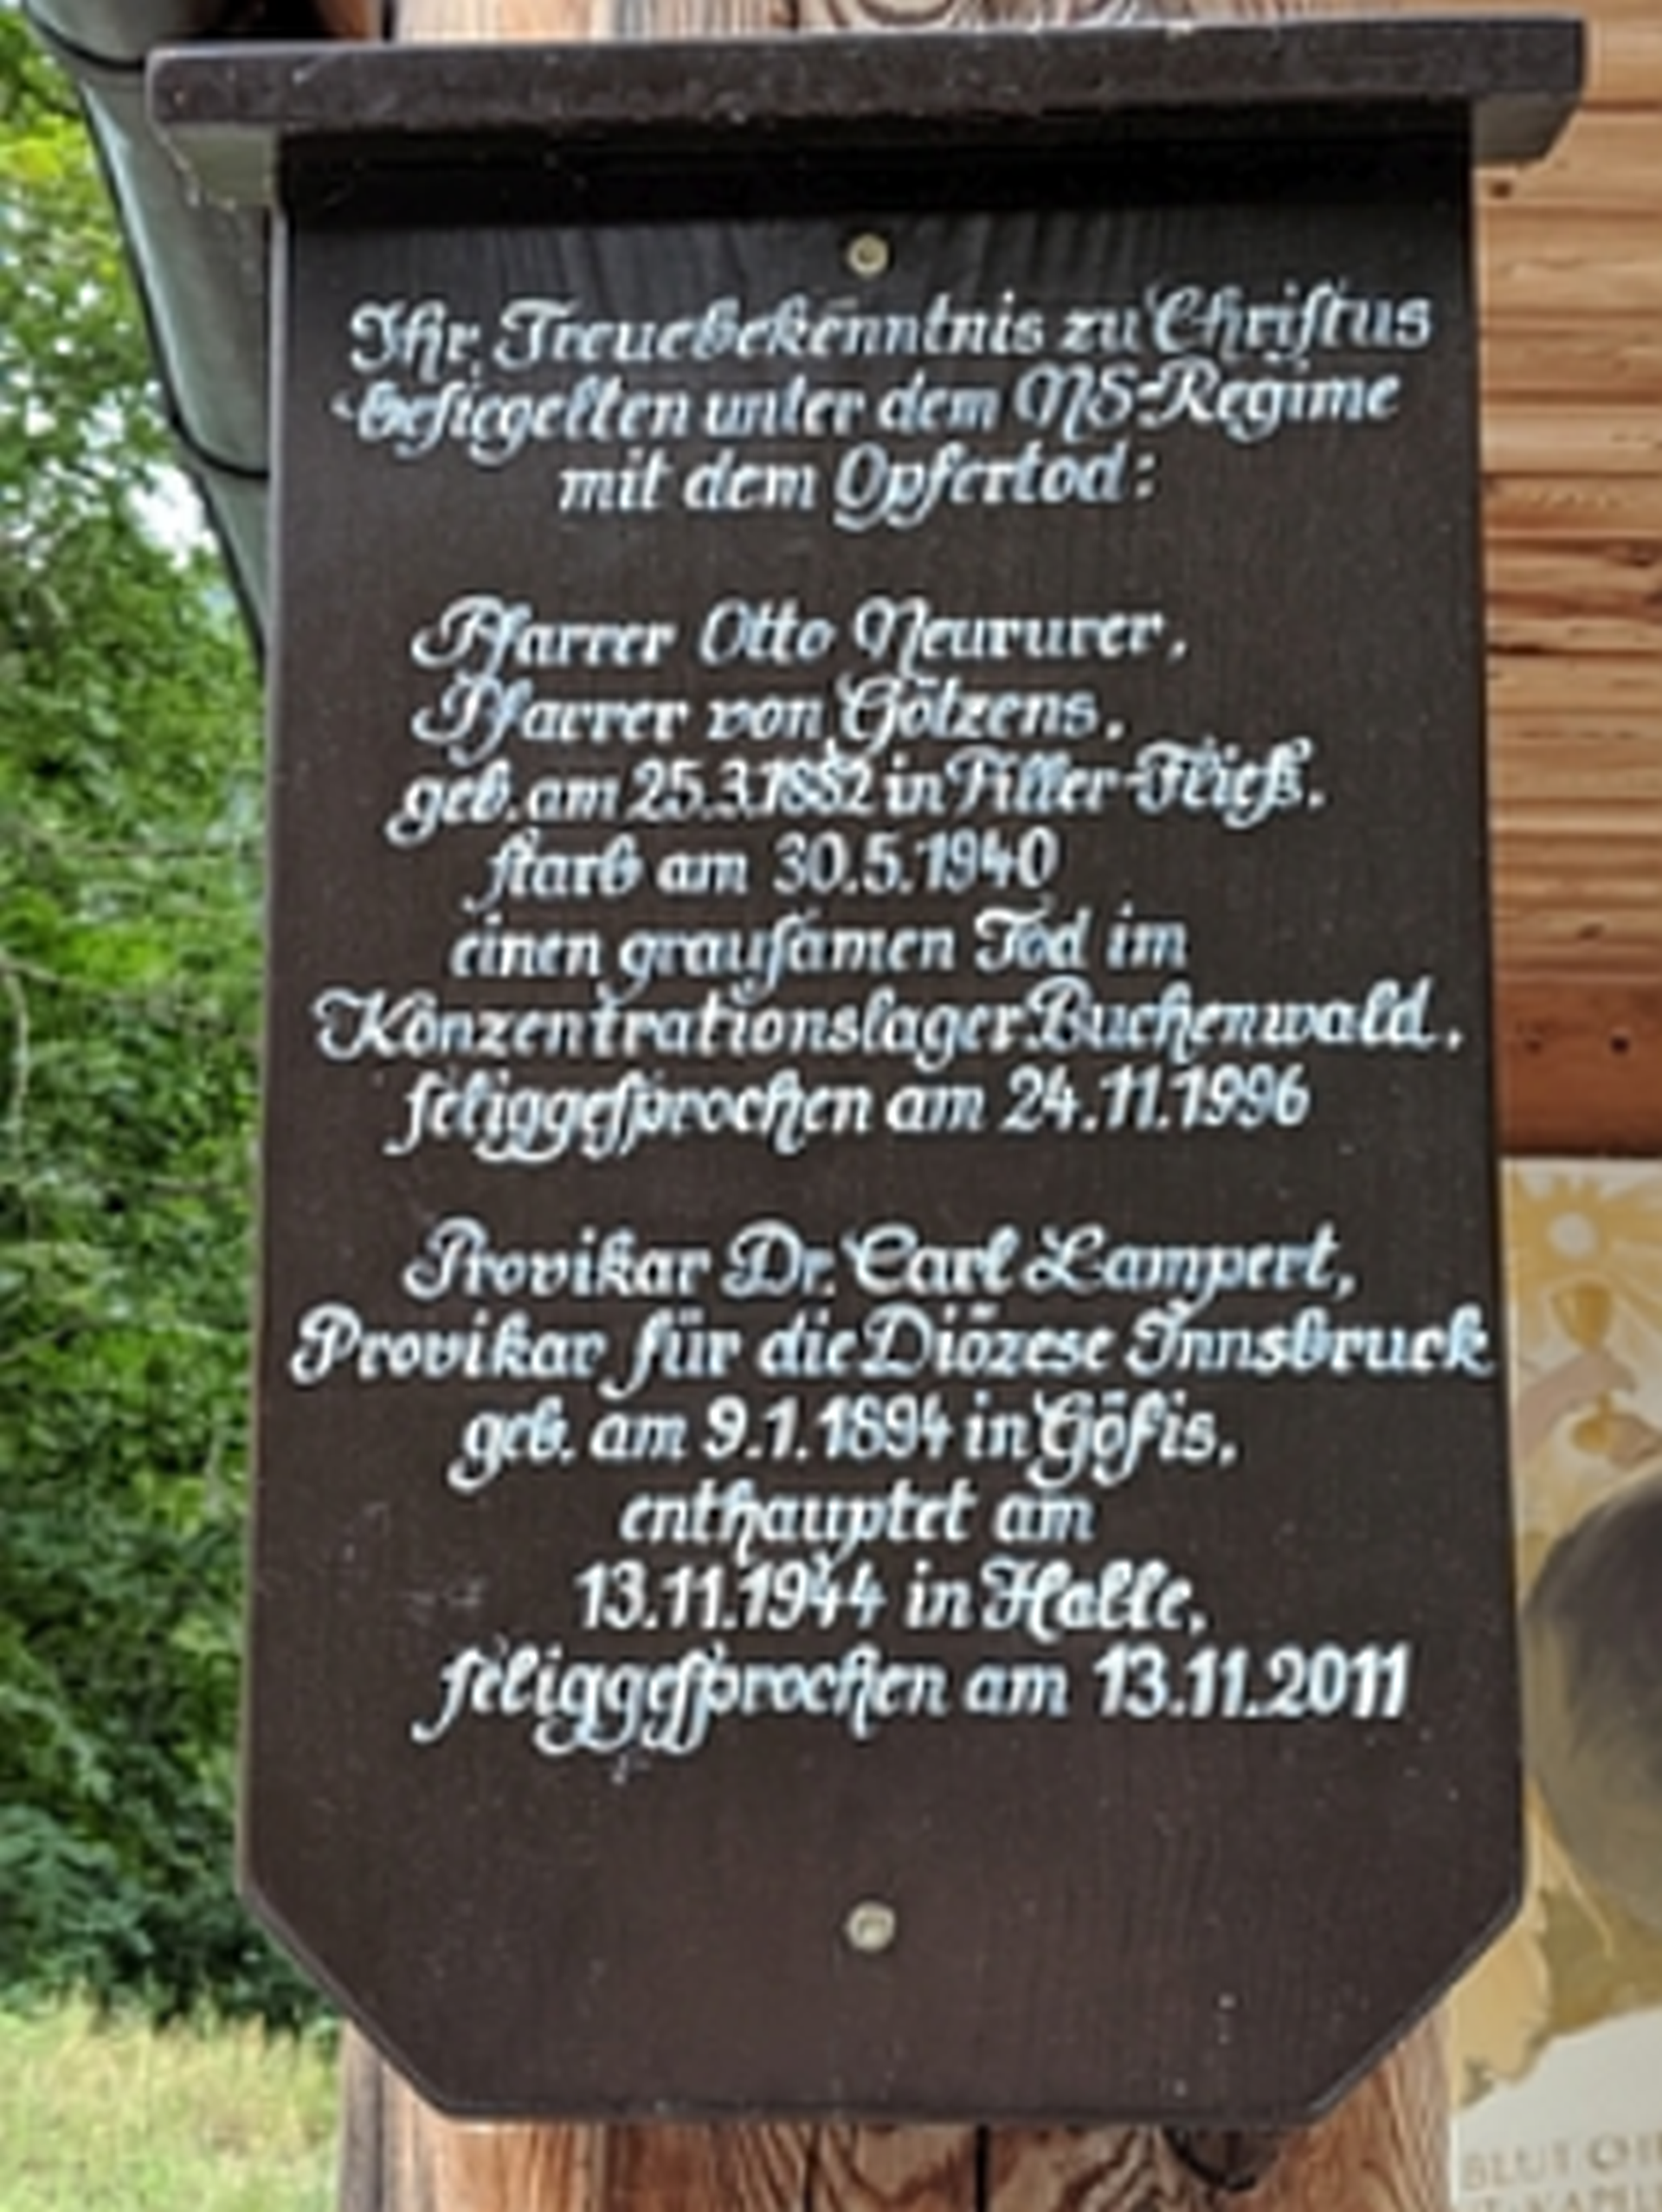 Ihr Treuebekenntnis zu Chriſtus
beſiegelten unter dem NS-Regime
mit dem Opfertod:
Pfarrer Otto Neururer,
Pfarrer von Götzens,
geb. am 25.3.1882 in Piller-Fließ,
ſtarb am 30.5.1940
einen grauſamen Tod im
Konzentrationslager Buchenwald,
ſeliggeſprochen am 24.11.1996
Provikar Dr. Carl Lampert,
Provikar für die Diözese Innsbruck
geb. am 9.1.1894 in Göfis,
enthauptet am
13.11.1944 in Halle,
ſeliggeſprochen am 13.11.2011
BLUT